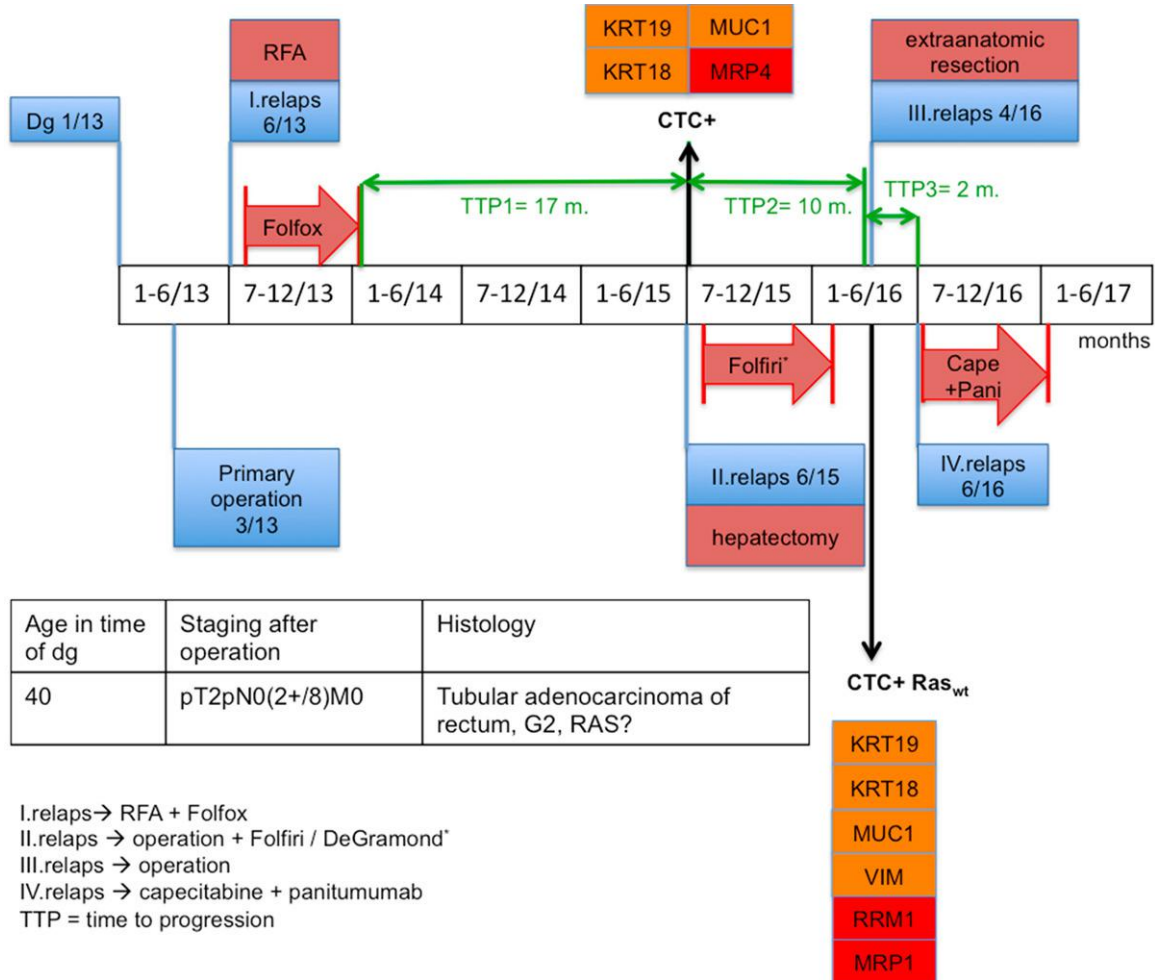 KRT19 MUC1
KRT18 MRP4
RFA
I.relaps
6/13
extraanatomic
resection
III.relaps 4/16
Dg 1/13
CTC+
TTP1= 17 m.
TTP2= 10 m.
TTP3= 2 m.
Folfox
1-6/13 7-12/13 1-6/14 7-12/14 1-6/15 7-12/15 1-6/16 7-12/16 1-6/17
months
Folfiri*
Cape
+Pani
Primary
operation
3/13
II.relaps 6/15
hepatectomy
IV.relaps
6/16
Age in time
of dg
Staging after
operation
Histology
40
pT2pN0(2+/8)M0
Tubular adenocarcinoma of
rectum, G2, RAS?
CTC+ Raswt
KRT19
KRT18
MUC1
VIM
RRM1
MRP1
I.relaps→ RFA + Folfox
II.relaps → operation + Folfiri / DeGramond*
III.relaps → operation
IV.relaps → capecitabine + panitumumab
TTP = time to progression